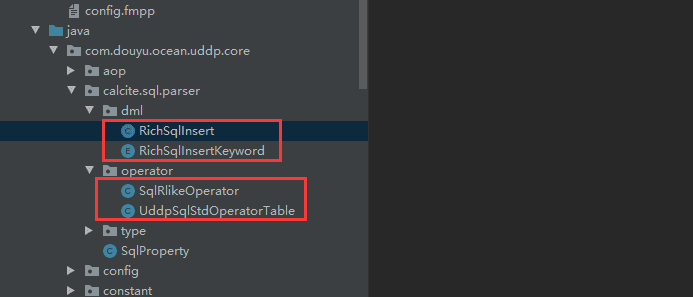 config.fmpp
java
com.douyu.ocean.uddp.core
aop
calcite.sql.parser
dml
C RichSqlInsert
E RichSqlInsertKeyword
operator
C SqlRlikeOperator
C UddpSqlStdOperatorTable
type
C SqlProperty
config
constant